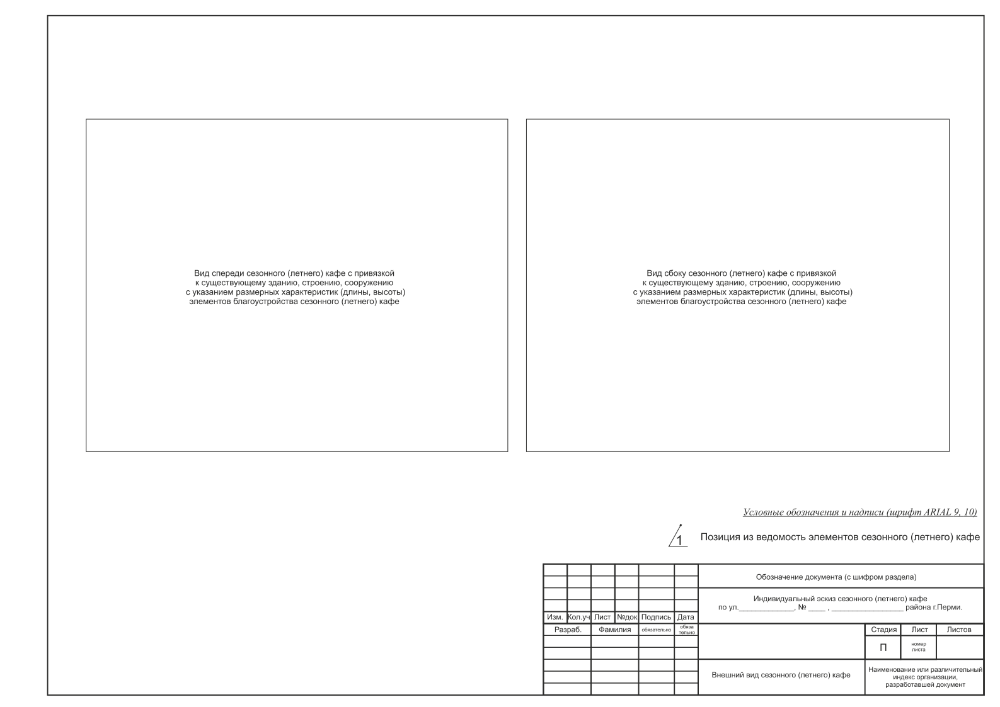 Вид спереди сезонного (летнего) кафе с привязкой
к существующему зданию, строению, сооружению
с указанием размерных характеристик (длины, высоты)
элементов благоустройства сезонного (летнего) кафе
Вид сбоку сезонного (летнего) кафе с привязкой
к существующему зданию, строению, сооружению
с указанием размерных характеристик (длины, высоты)
элементов благоустройства сезонного (летнего) кафе
Условные обозначения и надписи (шрифт ARIAL 9, 10)
1 Позиция из ведомость элементов сезонного (летнего) кафе
Обозначение документа (с шифром раздела)
Индивидуальный эскиз сезонного (летнего) кафе
по ул._____________, № ____ , _________________ района г.Перми.
Изм. Кол.уч Лист №док. Подпись Дата
Разраб. Фамилия обязательно обяза
тельно
Стадия Лист Листов
П номер
листа
Внешний вид сезонного (летнего) кафе
Наименование или различительный
индекс организации,
разработавшей документ